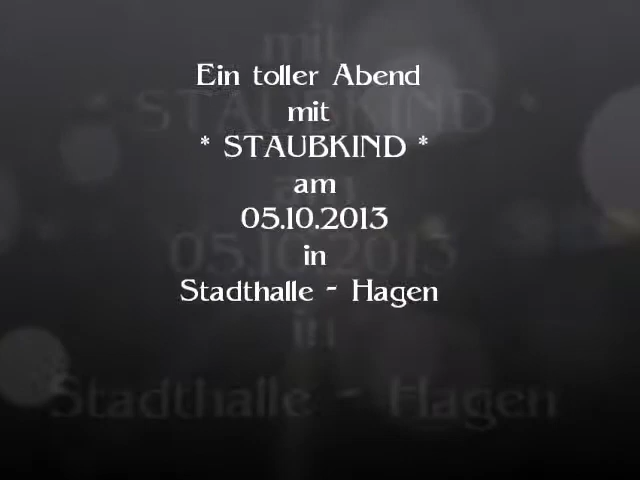 Ein toller Abend
mit
* STAUBKIND *
am
05.10.2013
in
Stadthalle - Hagen